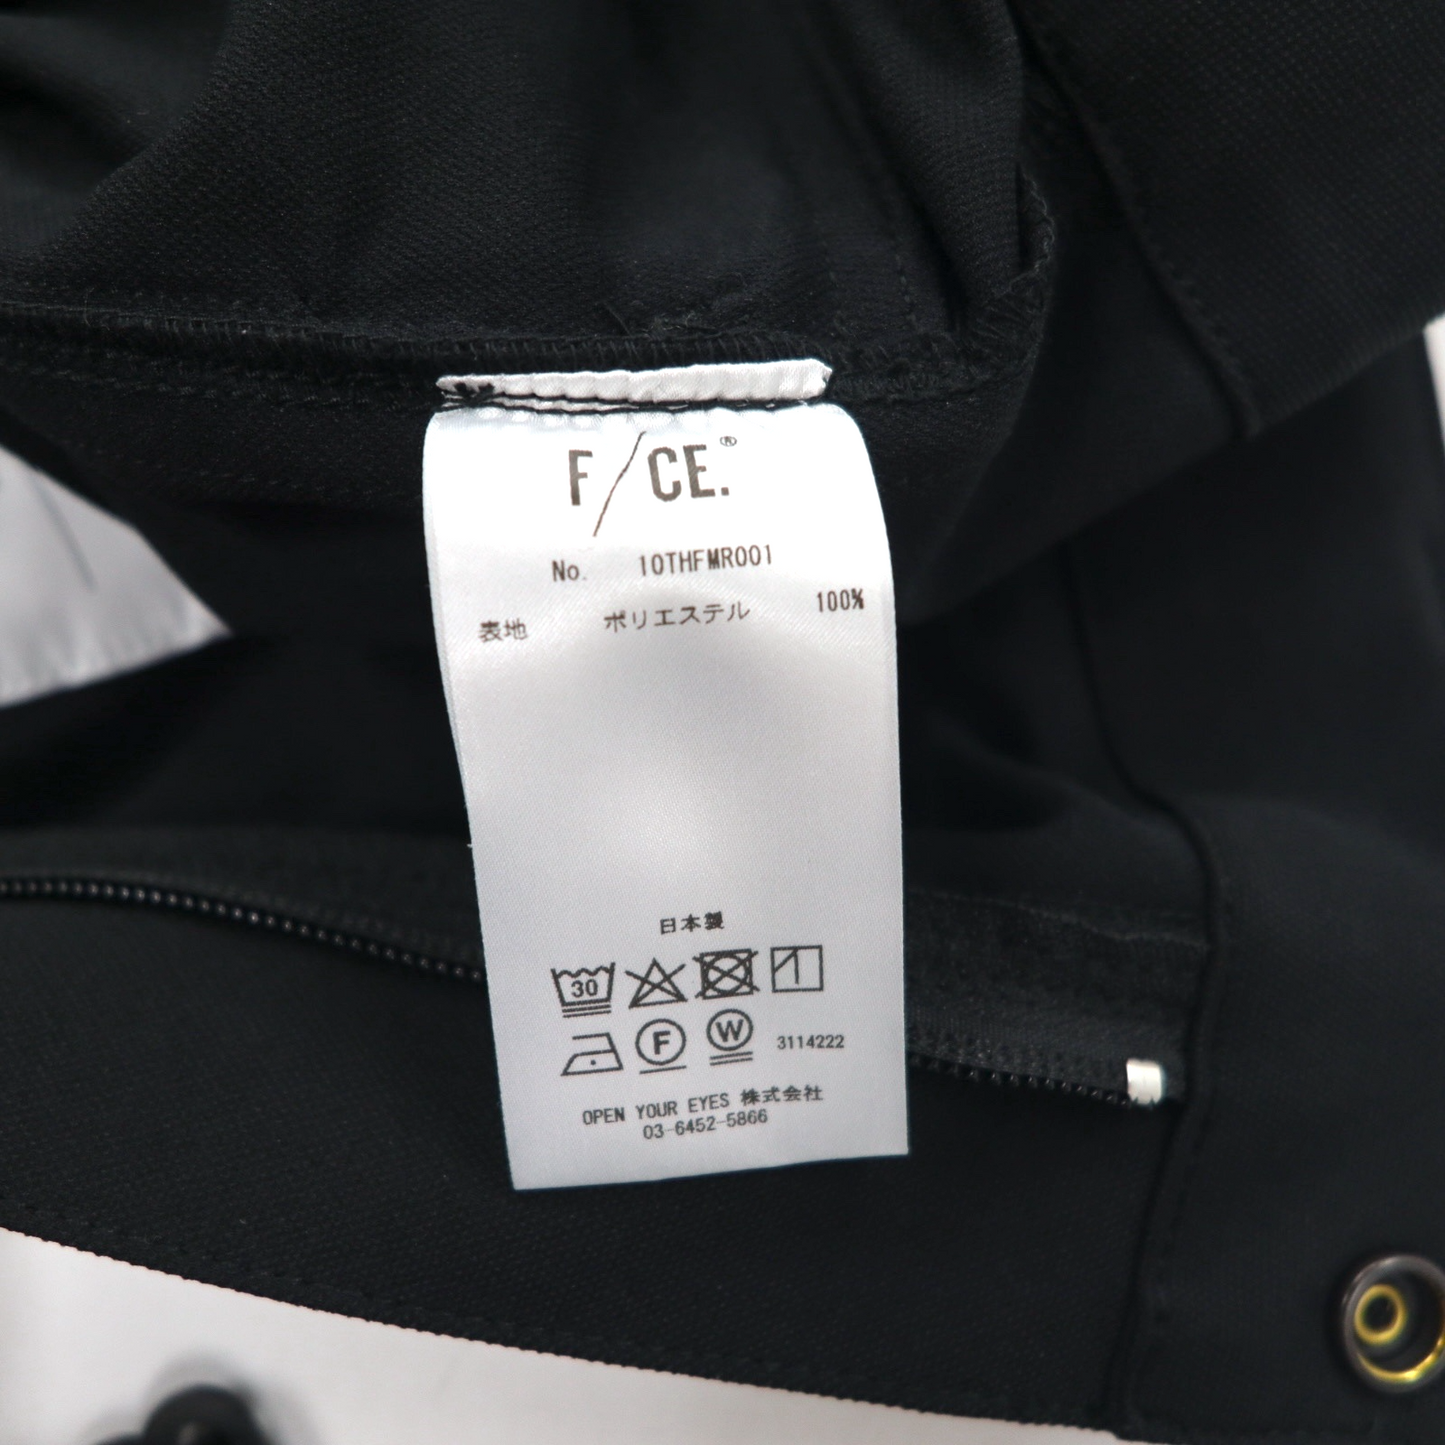 F/CE.®
No. 10THFMR001
表地 ポリエステル 100%
日本製
30
F W 3114222
OPEN YOUR EYES 株式会社
03-6452-5866